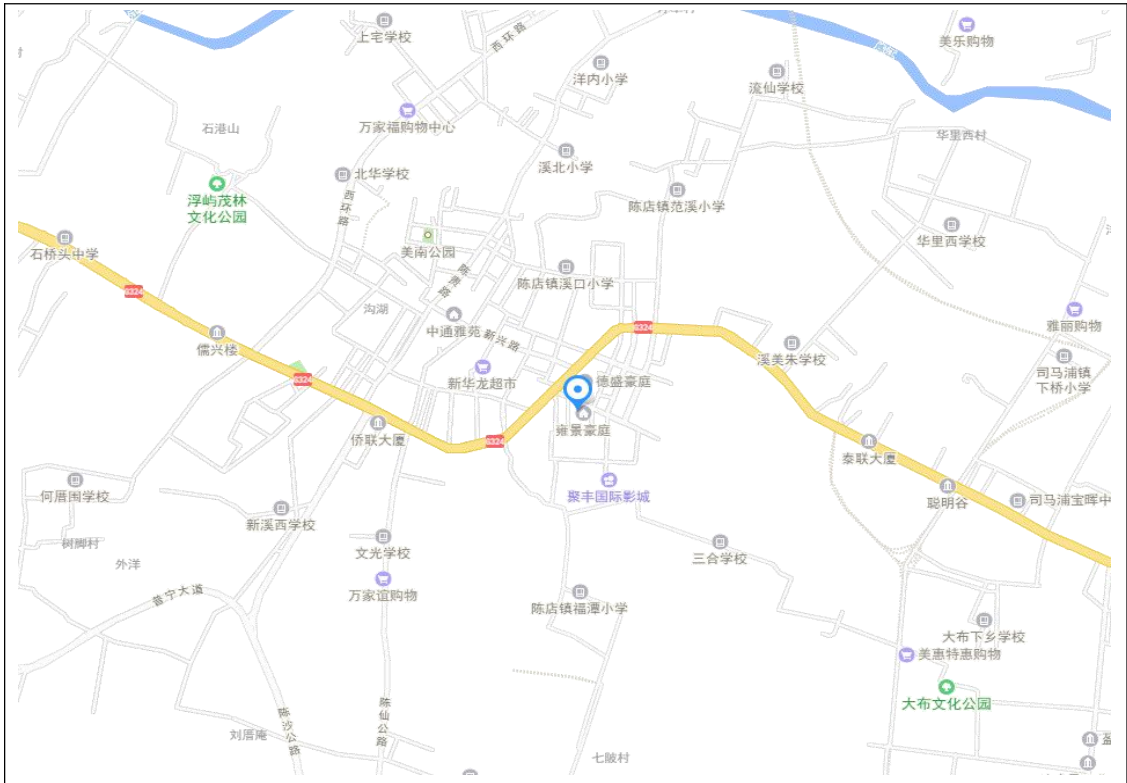 上宅学校
西环路
美乐购物
洋内小学
流仙学校
万家福购物中心
石港山
华里西村
溪北小学
北华学校
浮屿茂林
文化公园
西环路
陈店镇范溪小学
石桥头中学
美南公园
华里西学校
陈贵路
陈店镇溪口小学
G324
沟湖
中通雅苑
新兴路
G324
雅丽购物
儒兴楼
溪美朱学校
司马浦镇
下桥小学
新华龙超市
德盛豪庭
G324
侨联大厦
雍景豪庭
G324
泰联大厦
何厝围学校
聚丰国际影城
聪明谷
司马浦宝晖中
新溪西学校
树脚村
外洋
文光学校
三合学校
万家谊购物
普宁大道
陈店镇福潭小学
大布下乡学校
美惠特惠购物
大布文化公园
陈仙公路
刘厝庵
七陂村